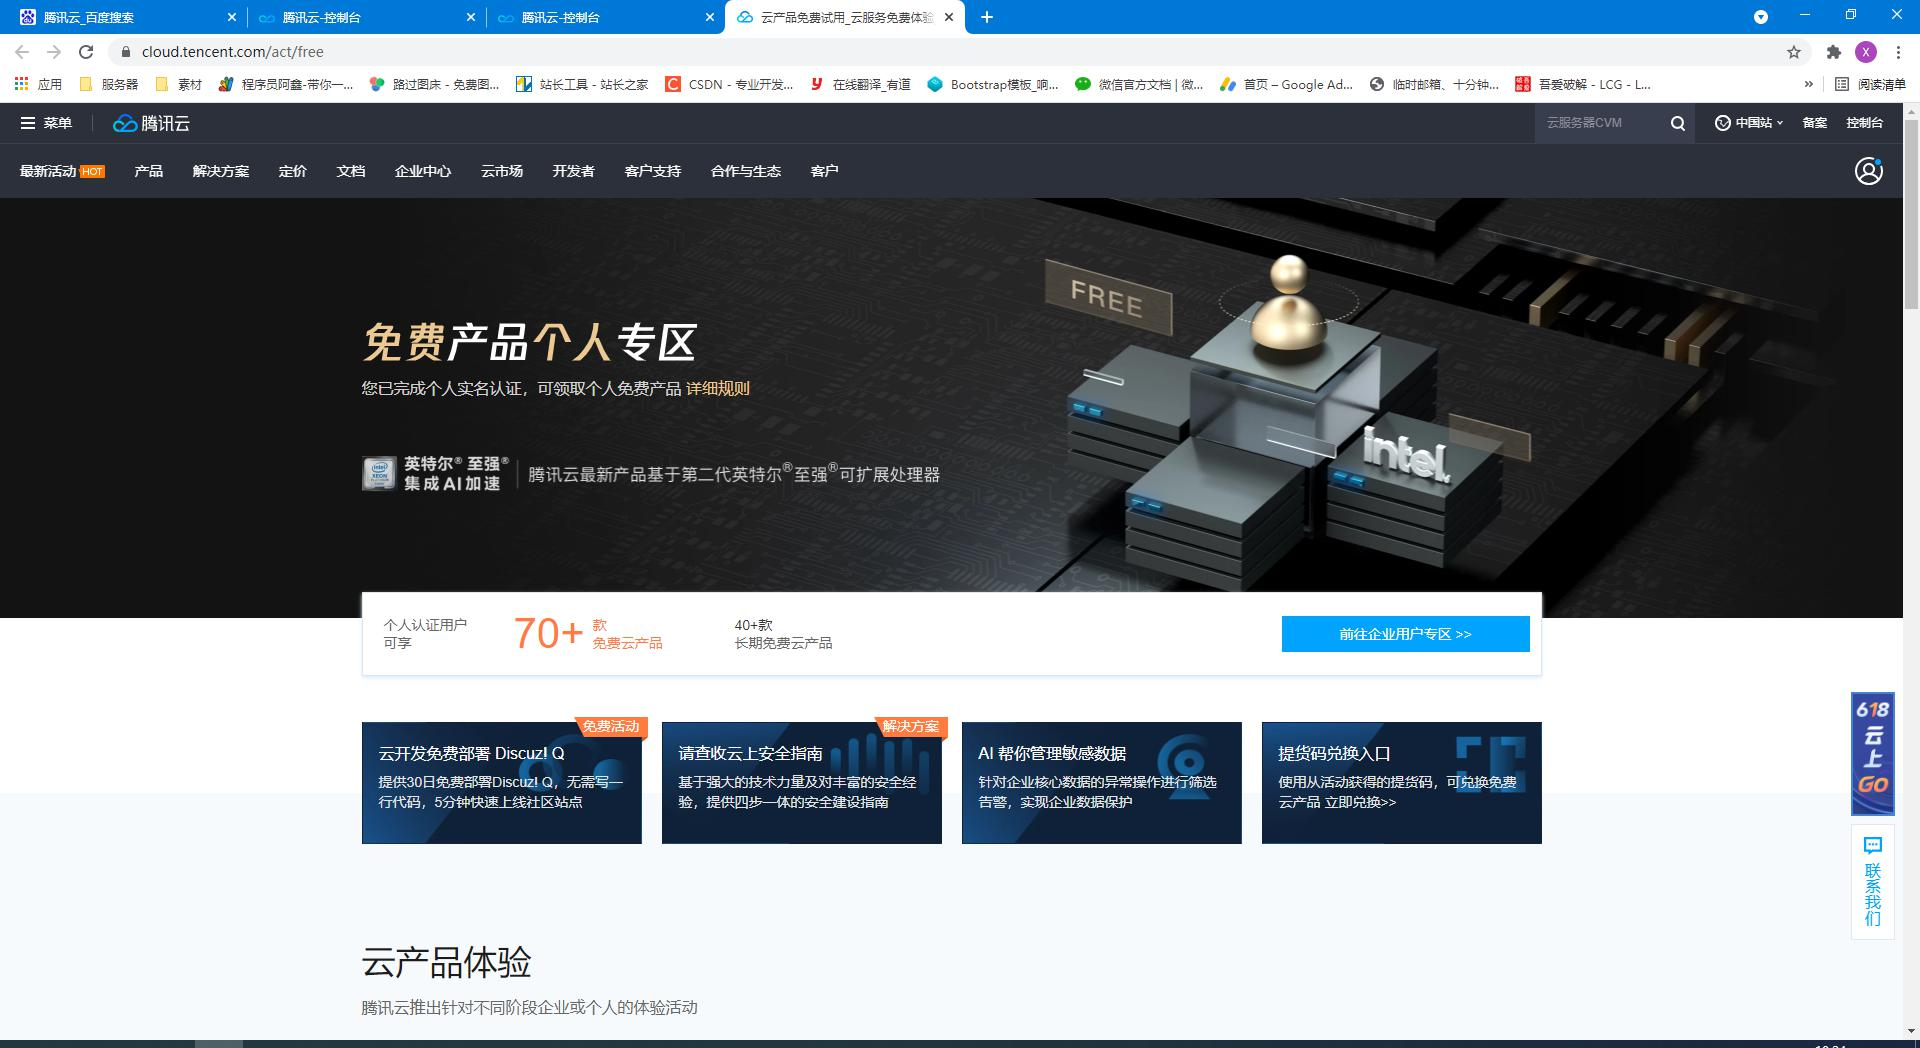 腾讯云_百度搜索
腾讯云-控制台
腾讯云-控制台
云产品免费试用_云服务免费体验
cloud.tencent.com/act/free
X
应用
服务器
素材
程序员阿鑫-带你一...
路过图床 - 免费图...
站长工具 - 站长之家
CSDN - 专业开发...
在线翻译_有道
Bootstrap模板_响...
微信官方文档 | 微...
首页 – Google Ad...
临时邮箱、十分钟...
吾爱破解 - LCG - L...
»
阅读清单
菜单
腾讯云
云服务器CVM
中国站
备案
控制台
最新活动 HOT
产品
解决方案
定价
文档
企业中心
云市场
开发者
客户支持
合作与生态
客户
FREE
intel.
免费产品个人专区
您已完成个人实名认证，可领取个人免费产品 详细规则
intel XEON PLATINUM
英特尔® 至强®
集成AI加速
腾讯云最新产品基于第二代英特尔®至强®可扩展处理器
个人认证用户
可享
70+
款
免费云产品
40+款
长期免费云产品
前往企业用户专区 >>
免费活动
云开发免费部署 Discuz! Q
提供30日免费部署Discuz! Q，无需写一
行代码，5分钟快速上线社区站点
解决方案
请查收云上安全指南
基于强大的技术力量及对丰富的安全经
验，提供四步一体的安全建设指南
AI 帮你管理敏感数据
针对企业核心数据的异常操作进行筛选
告警，实现企业数据保护
提货码兑换入口
使用从活动获得的提货码，可兑换免费
云产品 立即兑换>>
618
云
上
GO
联
系
我
们
云产品体验
腾讯云推出针对不同阶段企业或个人的体验活动